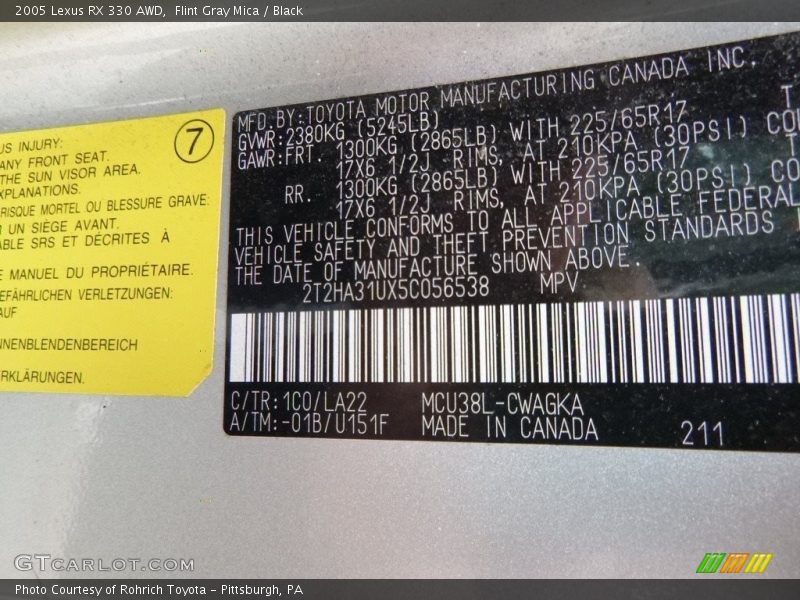 2005 Lexus RX 330 AWD,  Flint Gray Mica / Black
US INJURY:
ANY FRONT SEAT.
THE SUN VISOR AREA.
XPLANATIONS.
RISQUE MORTEL OU BLESSURE GRAVE.
R UN SIÈGE AVANT.
ABLE SRS ET DÉCRITES À
E MANUEL DU PROPRIÉTAIRE.
EFÄHRLICHEN VERLETZUNGEN:
AUF
NNENBLENDENBEREICH
RKLÄRUNGEN.
7
MFD. BY: TOYOTA MOTOR MANUFACTURING CANADA INC.
GVWR: 2380KG (5245LB)
GAWR: FRT. 1300KG (2865LB) WITH 225/65R17
17X6 1/2J RIMS, AT 210KPA (30PSI) COL
RR. 1300KG (2865LB) WITH 225/65R17
17X6 1/2J RIMS, AT 210KPA (30PSI) CO
THIS VEHICLE CONFORMS TO ALL APPLICABLE FEDERAL
VEHICLE SAFETY AND THEFT PREVENTION STANDARDS
THE DATE OF MANUFACTURE SHOWN ABOVE.
2T2HA31UX5C056538 MPV
C/TR: 1C0/LA22 MCU38L-CWAGKA
A/TM:-01B/U151F MADE IN CANADA 211
GTCARLOT.COM
Photo Courtesy of Rohrich Toyota - Pittsburgh, PA